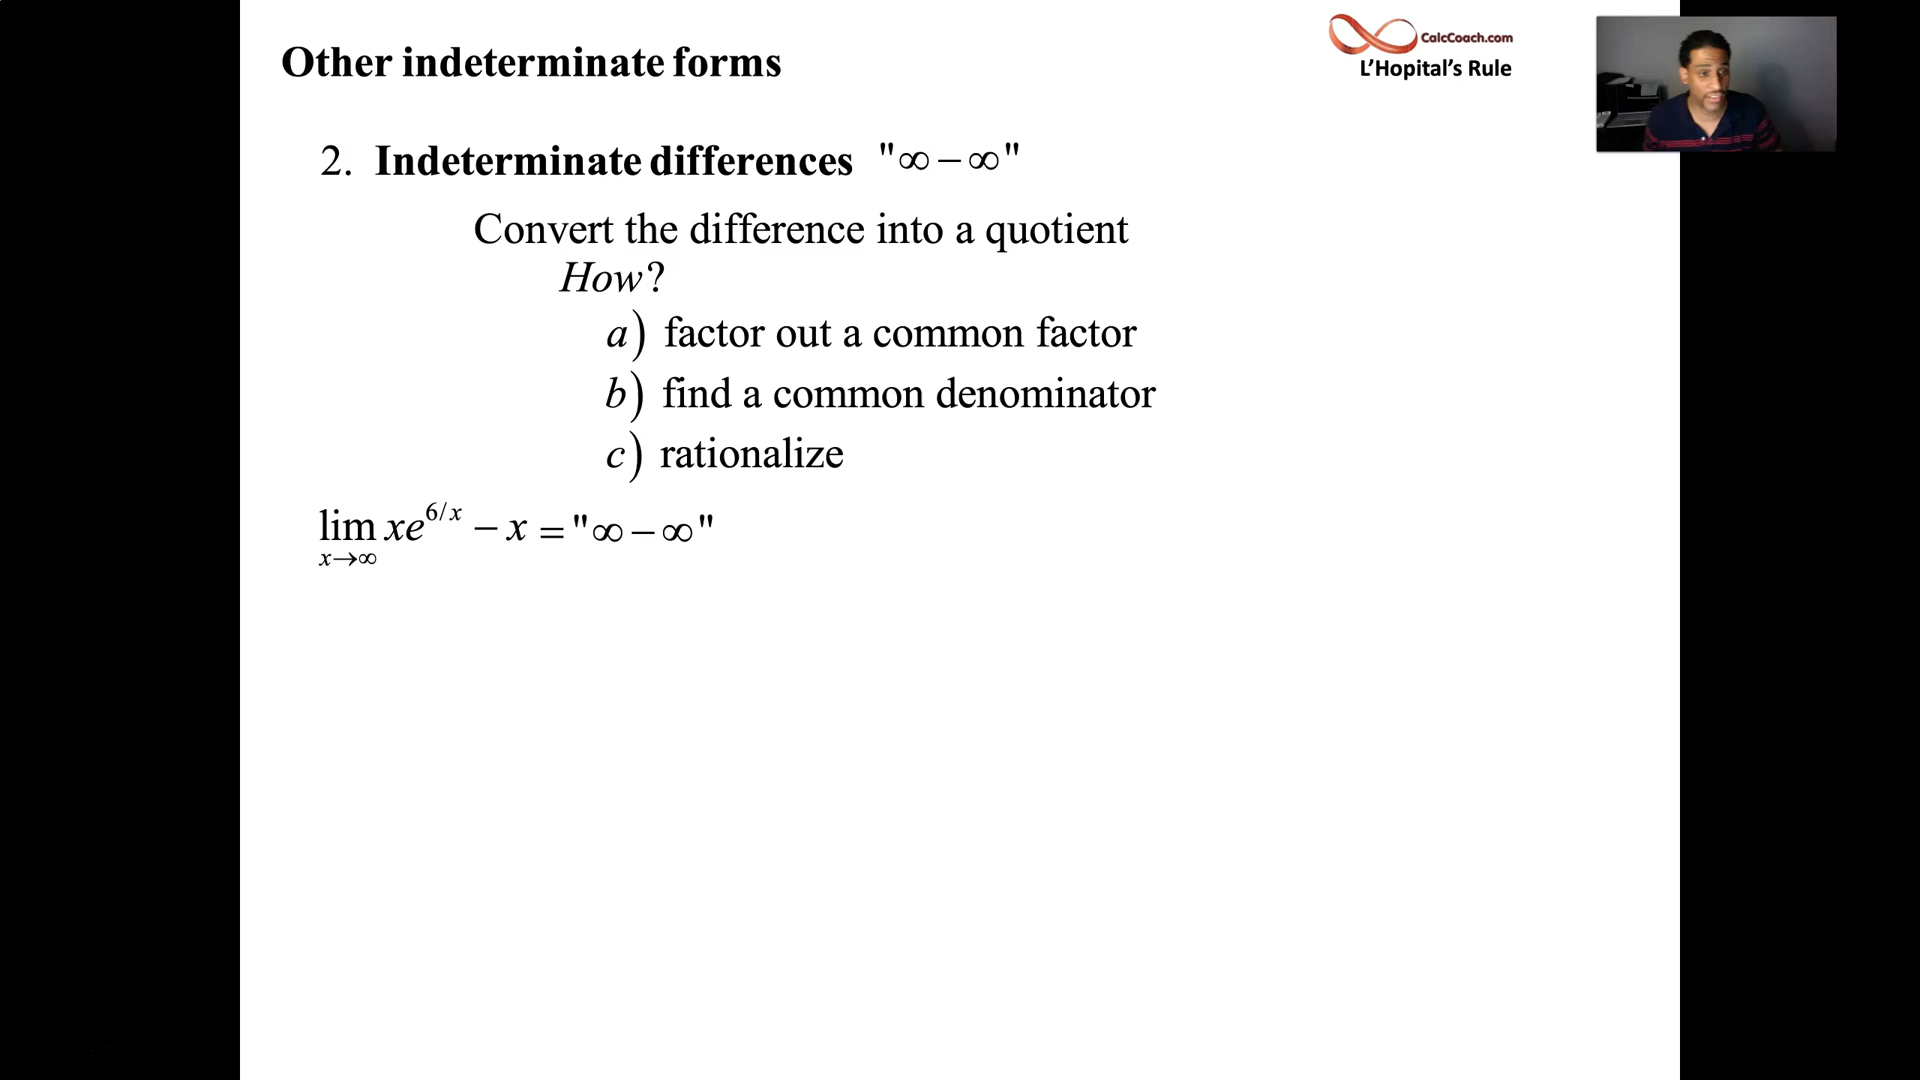 Other indeterminate forms
CalcCoach.com
L’Hopital’s Rule
2. Indeterminate differences "∞ − ∞"
Convert the difference into a quotient
How?
a) factor out a common factor
b) find a common denominator
c) rationalize
lim x→∞ xe^{6/x} − x = "∞ − ∞"